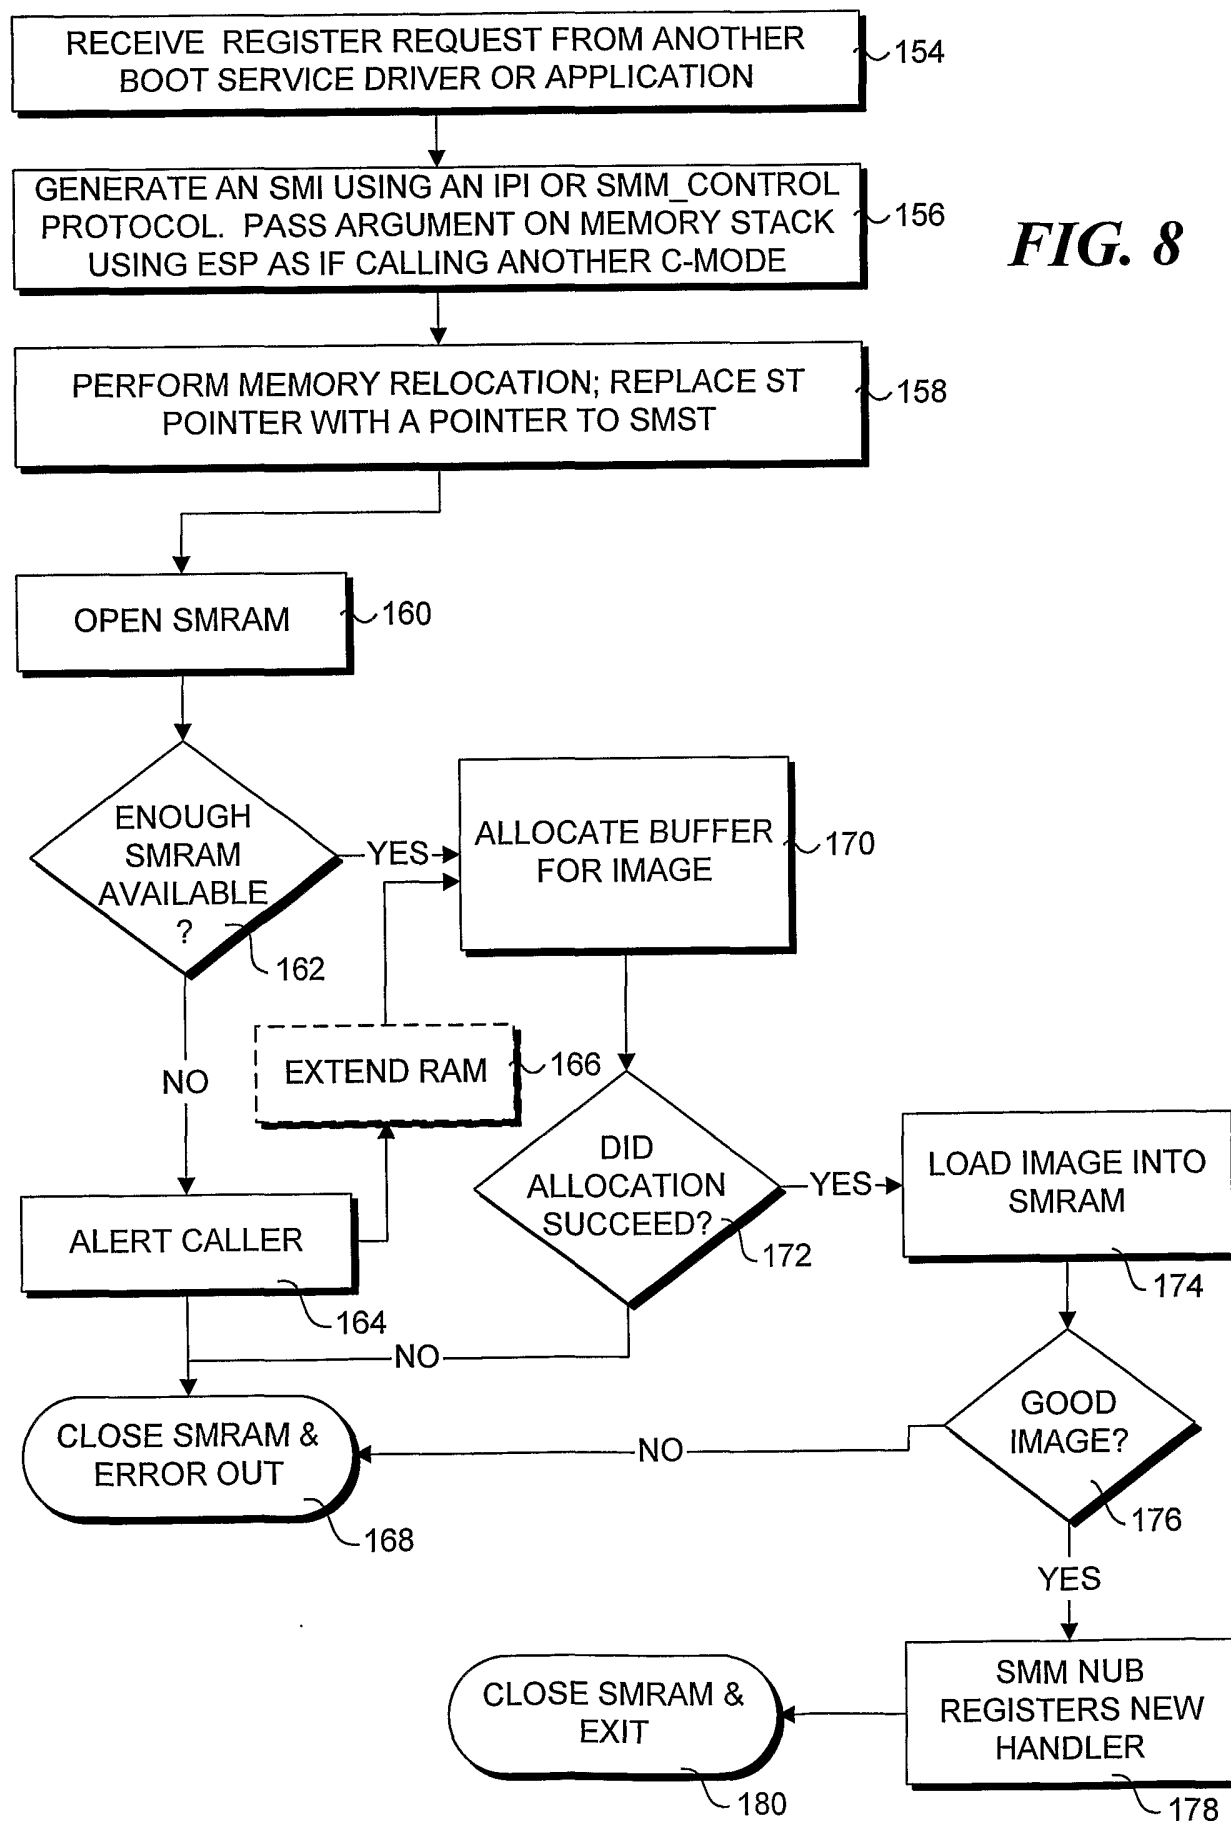 RECEIVE REGISTER REQUEST FROM ANOTHER
BOOT SERVICE DRIVER OR APPLICATION
154
GENERATE AN SMI USING AN IPI OR SMM_CONTROL
PROTOCOL. PASS ARGUMENT ON MEMORY STACK
USING ESP AS IF CALLING ANOTHER C-MODE
156
FIG. 8
PERFORM MEMORY RELOCATION; REPLACE ST
POINTER WITH A POINTER TO SMST
158
OPEN SMRAM
160
ENOUGH
SMRAM
AVAILABLE
?
162
YES
ALLOCATE BUFFER
FOR IMAGE
170
NO
EXTEND RAM
166
DID
ALLOCATION
SUCCEED?
172
YES
LOAD IMAGE INTO
SMRAM
174
ALERT CALLER
164
NO
CLOSE SMRAM &
ERROR OUT
168
NO
GOOD
IMAGE?
176
YES
SMM NUB
REGISTERS NEW
HANDLER
178
CLOSE SMRAM &
EXIT
180